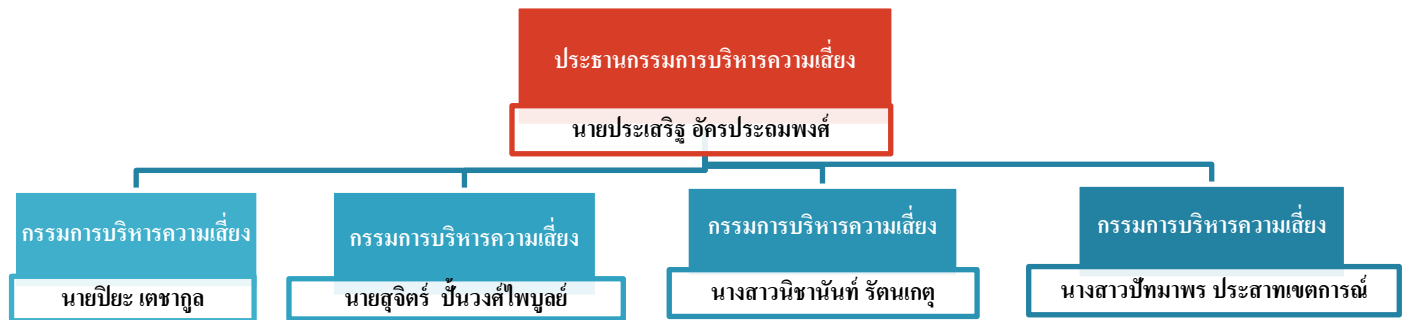 ประธานกรรมการบริหารความเสี่ยง
นายประเสริฐ อัครประถมพงศ์
กรรมการบริหารความเสี่ยง
นายปิยะ เตชากูล
กรรมการบริหารความเสี่ยง
นายสุจิตร์ ปั้นวงศ์ไพบูลย์
กรรมการบริหารความเสี่ยง
นางสาวนิชานันท์ รัตนเกตุ
กรรมการบริหารความเสี่ยง
นางสาวปัทมาพร ประสาทเขตการณ์